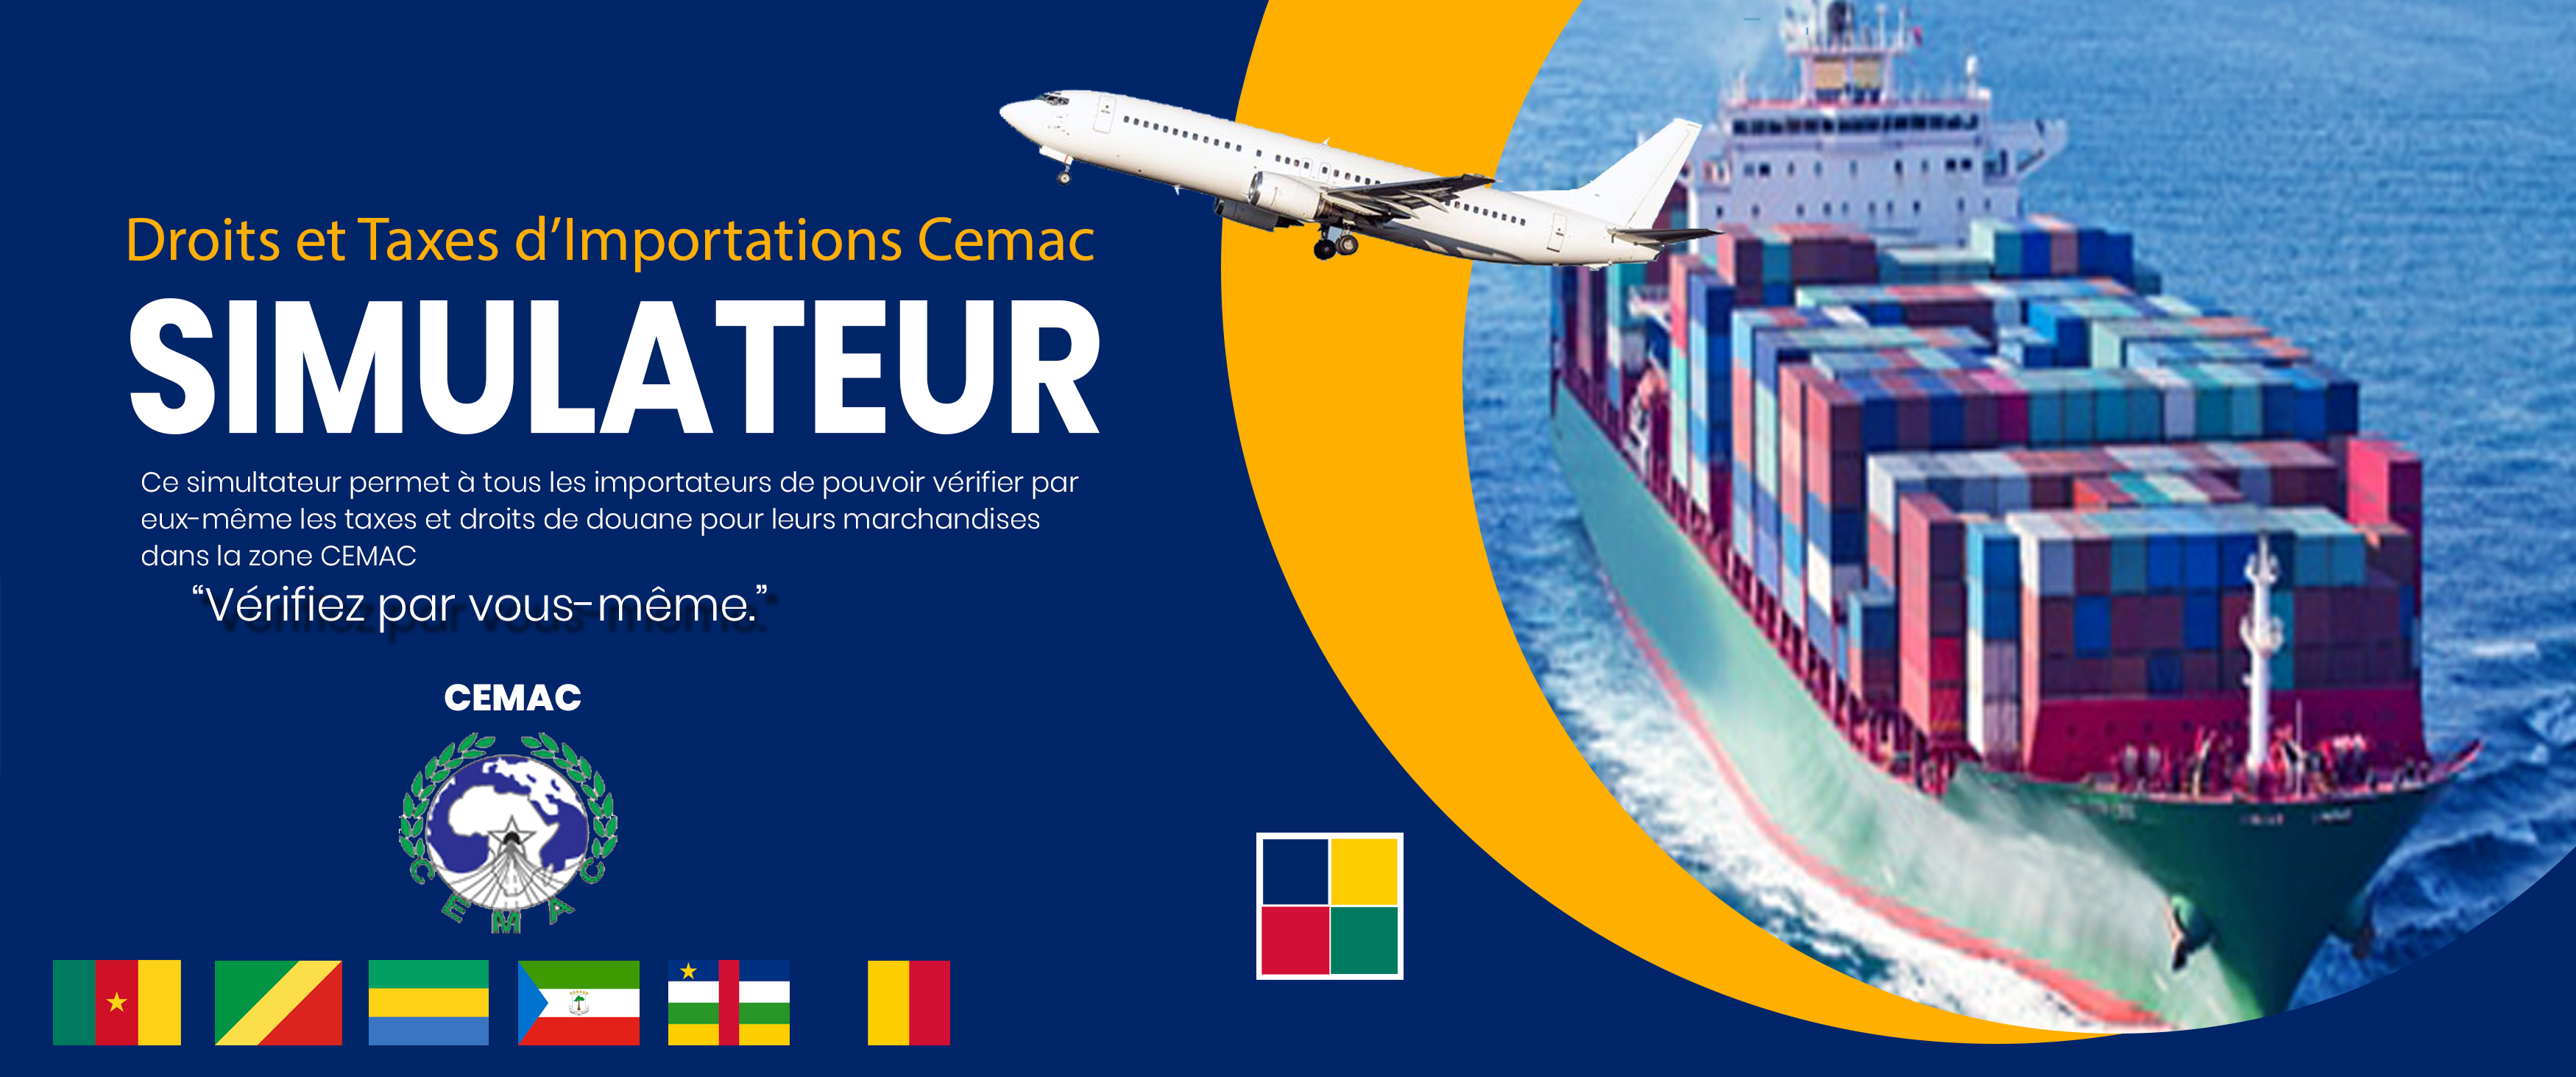 Droits et Taxes d’Importations Cemac
SIMULATEUR
Ce simultateur permet à tous les importateurs de pouvoir vérifier par
eux-même les taxes et droits de douane pour leurs marchandises
dans la zone CEMAC
“Vérifiez par vous-même.”
CEMAC
CEMAC